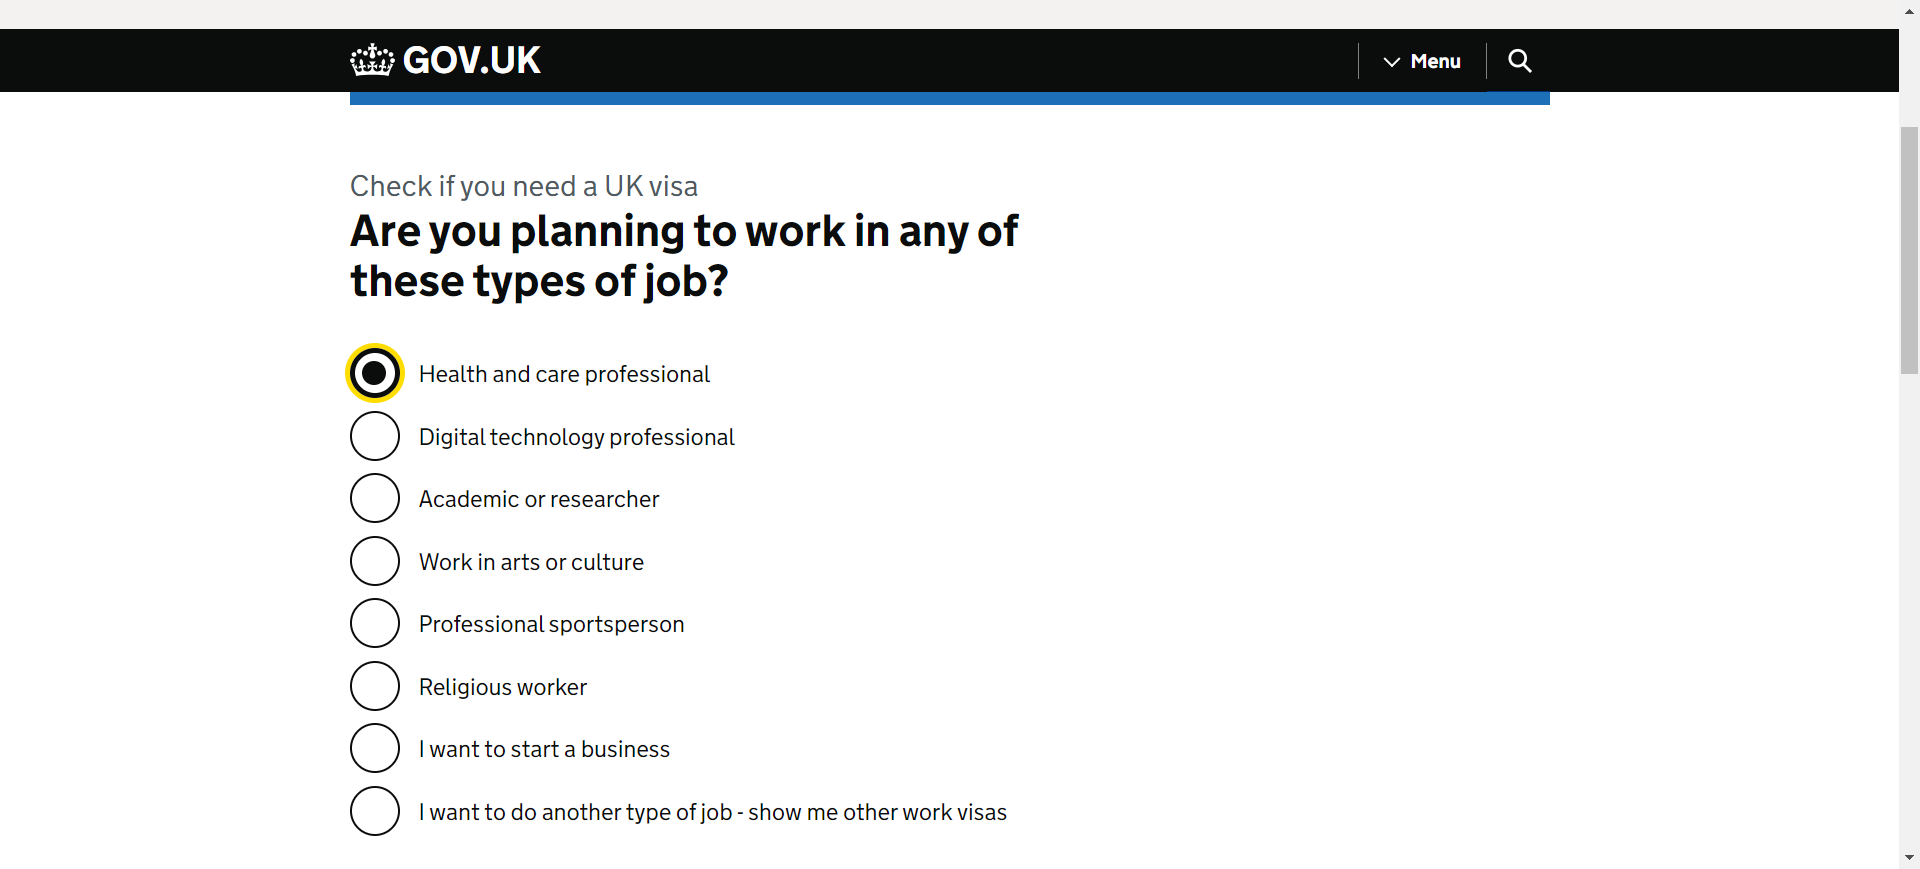 GOV.UK
Menu
Check if you need a UK visa
Are you planning to work in any of
these types of job?
Health and care professional
Digital technology professional
Academic or researcher
Work in arts or culture
Professional sportsperson
Religious worker
I want to start a business
I want to do another type of job - show me other work visas